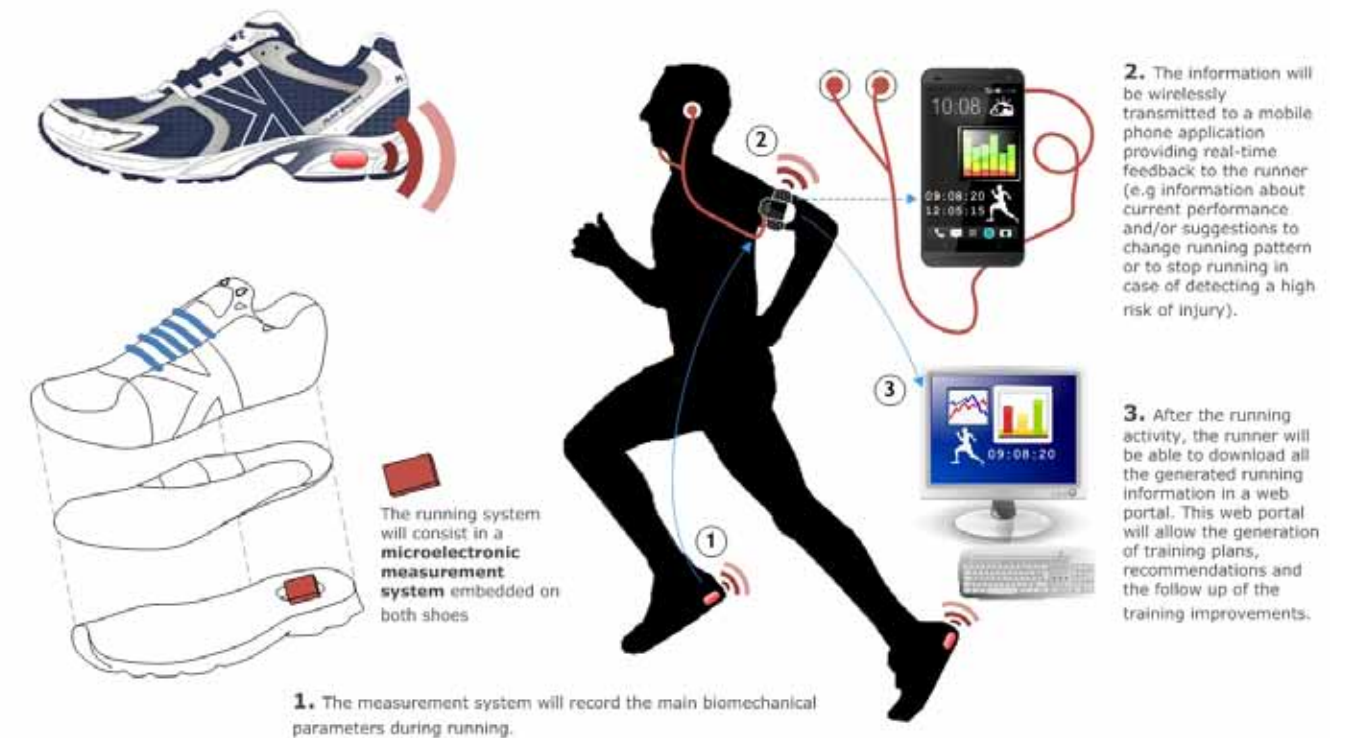 2. The information will
be wirelessly
transmitted to a mobile
phone application
providing real-time
feedback to the runner
(e.g information about
current performance
and/or suggestions to
change running pattern
or to stop running in
case of detecting a high
risk of injury).
10:08
09:08:20
12:05:15
2
3
09:08:20
3. After the running
activity, the runner will
be able to download all
the generated running
information in a web
portal. This web portal
will allow the generation
of training plans,
recommendations and
the follow up of the
training improvements.
The running system
will consist in a
microelectronic
measurement
system embedded on
both shoes
1
1. The measurement system will record the main biomechanical
parameters during running.